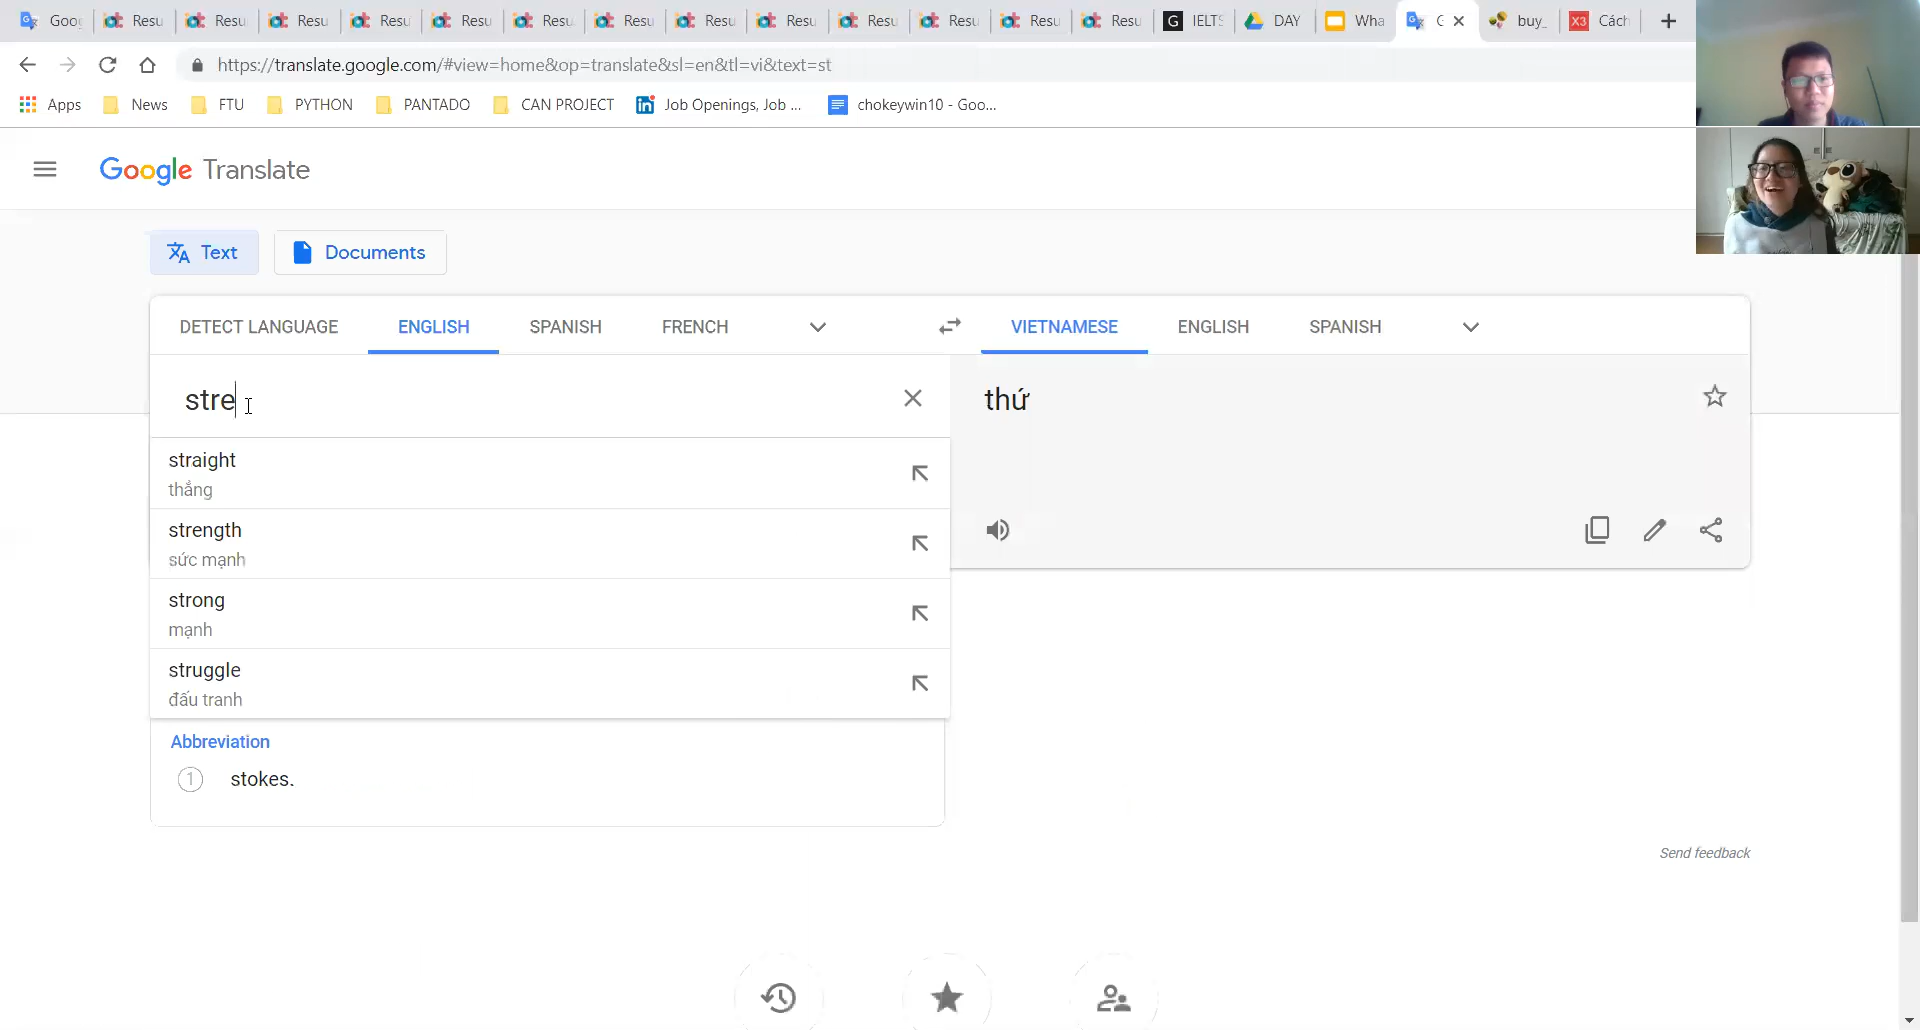 Goo Resu Resu Resu Resu Resu Resu Resu Resu Resu Resu Resu Resu Resu G IELTS DAY Wha G buy_ X3 Cách
https://translate.google.com/#view=home&op=translate&sl=en&tl=vi&text=st
Apps News FTU PYTHON PANTADO CAN PROJECT in Job Openings, Job ... chokeywin10 - Goo...
Google Translate
Text Documents
DETECT LANGUAGE ENGLISH SPANISH FRENCH VIETNAMESE ENGLISH SPANISH
stre thứ
straight
thẳng
strength
sức mạnh
strong
mạnh
struggle
đấu tranh
Abbreviation
1 stokes.
Send feedback